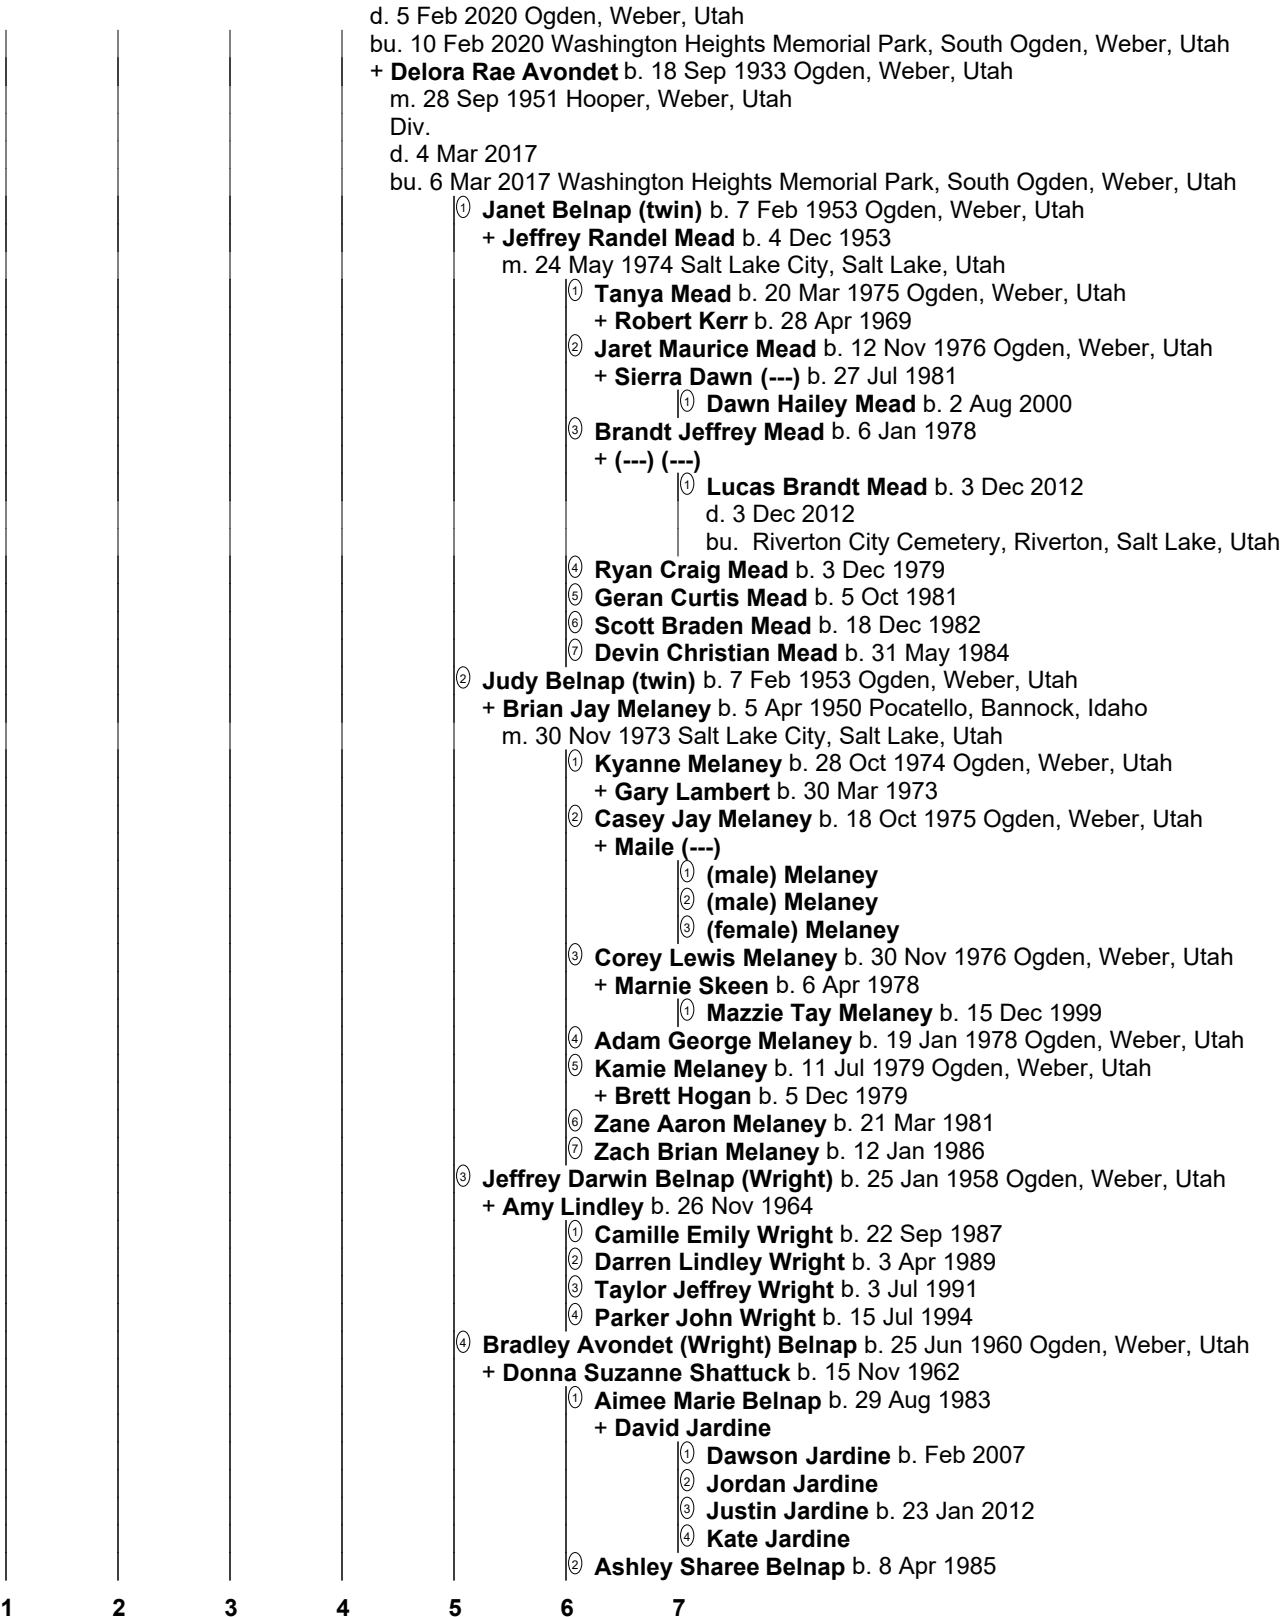 d. 5 Feb 2020 Ogden, Weber, Utah
bu. 10 Feb 2020 Washington Heights Memorial Park, South Ogden, Weber, Utah
+ Delora Rae Avondet b. 18 Sep 1933 Ogden, Weber, Utah
m. 28 Sep 1951 Hooper, Weber, Utah
Div.
d. 4 Mar 2017
bu. 6 Mar 2017 Washington Heights Memorial Park, South Ogden, Weber, Utah
① Janet Belnap (twin) b. 7 Feb 1953 Ogden, Weber, Utah
+ Jeffrey Randel Mead b. 4 Dec 1953
m. 24 May 1974 Salt Lake City, Salt Lake, Utah
① Tanya Mead b. 20 Mar 1975 Ogden, Weber, Utah
+ Robert Kerr b. 28 Apr 1969
② Jaret Maurice Mead b. 12 Nov 1976 Ogden, Weber, Utah
+ Sierra Dawn (---) b. 27 Jul 1981
① Dawn Hailey Mead b. 2 Aug 2000
③ Brandt Jeffrey Mead b. 6 Jan 1978
+ (---) (---)
① Lucas Brandt Mead b. 3 Dec 2012
d. 3 Dec 2012
bu. Riverton City Cemetery, Riverton, Salt Lake, Utah
④ Ryan Craig Mead b. 3 Dec 1979
⑤ Geran Curtis Mead b. 5 Oct 1981
⑥ Scott Braden Mead b. 18 Dec 1982
⑦ Devin Christian Mead b. 31 May 1984
② Judy Belnap (twin) b. 7 Feb 1953 Ogden, Weber, Utah
+ Brian Jay Melaney b. 5 Apr 1950 Pocatello, Bannock, Idaho
m. 30 Nov 1973 Salt Lake City, Salt Lake, Utah
① Kyanne Melaney b. 28 Oct 1974 Ogden, Weber, Utah
+ Gary Lambert b. 30 Mar 1973
② Casey Jay Melaney b. 18 Oct 1975 Ogden, Weber, Utah
+ Maile (---)
① (male) Melaney
② (male) Melaney
③ (female) Melaney
③ Corey Lewis Melaney b. 30 Nov 1976 Ogden, Weber, Utah
+ Marnie Skeen b. 6 Apr 1978
① Mazzie Tay Melaney b. 15 Dec 1999
④ Adam George Melaney b. 19 Jan 1978 Ogden, Weber, Utah
⑤ Kamie Melaney b. 11 Jul 1979 Ogden, Weber, Utah
+ Brett Hogan b. 5 Dec 1979
⑥ Zane Aaron Melaney b. 21 Mar 1981
⑦ Zach Brian Melaney b. 12 Jan 1986
③ Jeffrey Darwin Belnap (Wright) b. 25 Jan 1958 Ogden, Weber, Utah
+ Amy Lindley b. 26 Nov 1964
① Camille Emily Wright b. 22 Sep 1987
② Darren Lindley Wright b. 3 Apr 1989
③ Taylor Jeffrey Wright b. 3 Jul 1991
④ Parker John Wright b. 15 Jul 1994
④ Bradley Avondet (Wright) Belnap b. 25 Jun 1960 Ogden, Weber, Utah
+ Donna Suzanne Shattuck b. 15 Nov 1962
① Aimee Marie Belnap b. 29 Aug 1983
+ David Jardine
① Dawson Jardine b. Feb 2007
② Jordan Jardine
③ Justin Jardine b. 23 Jan 2012
④ Kate Jardine
② Ashley Sharee Belnap b. 8 Apr 1985
1 2 3 4 5 6 7